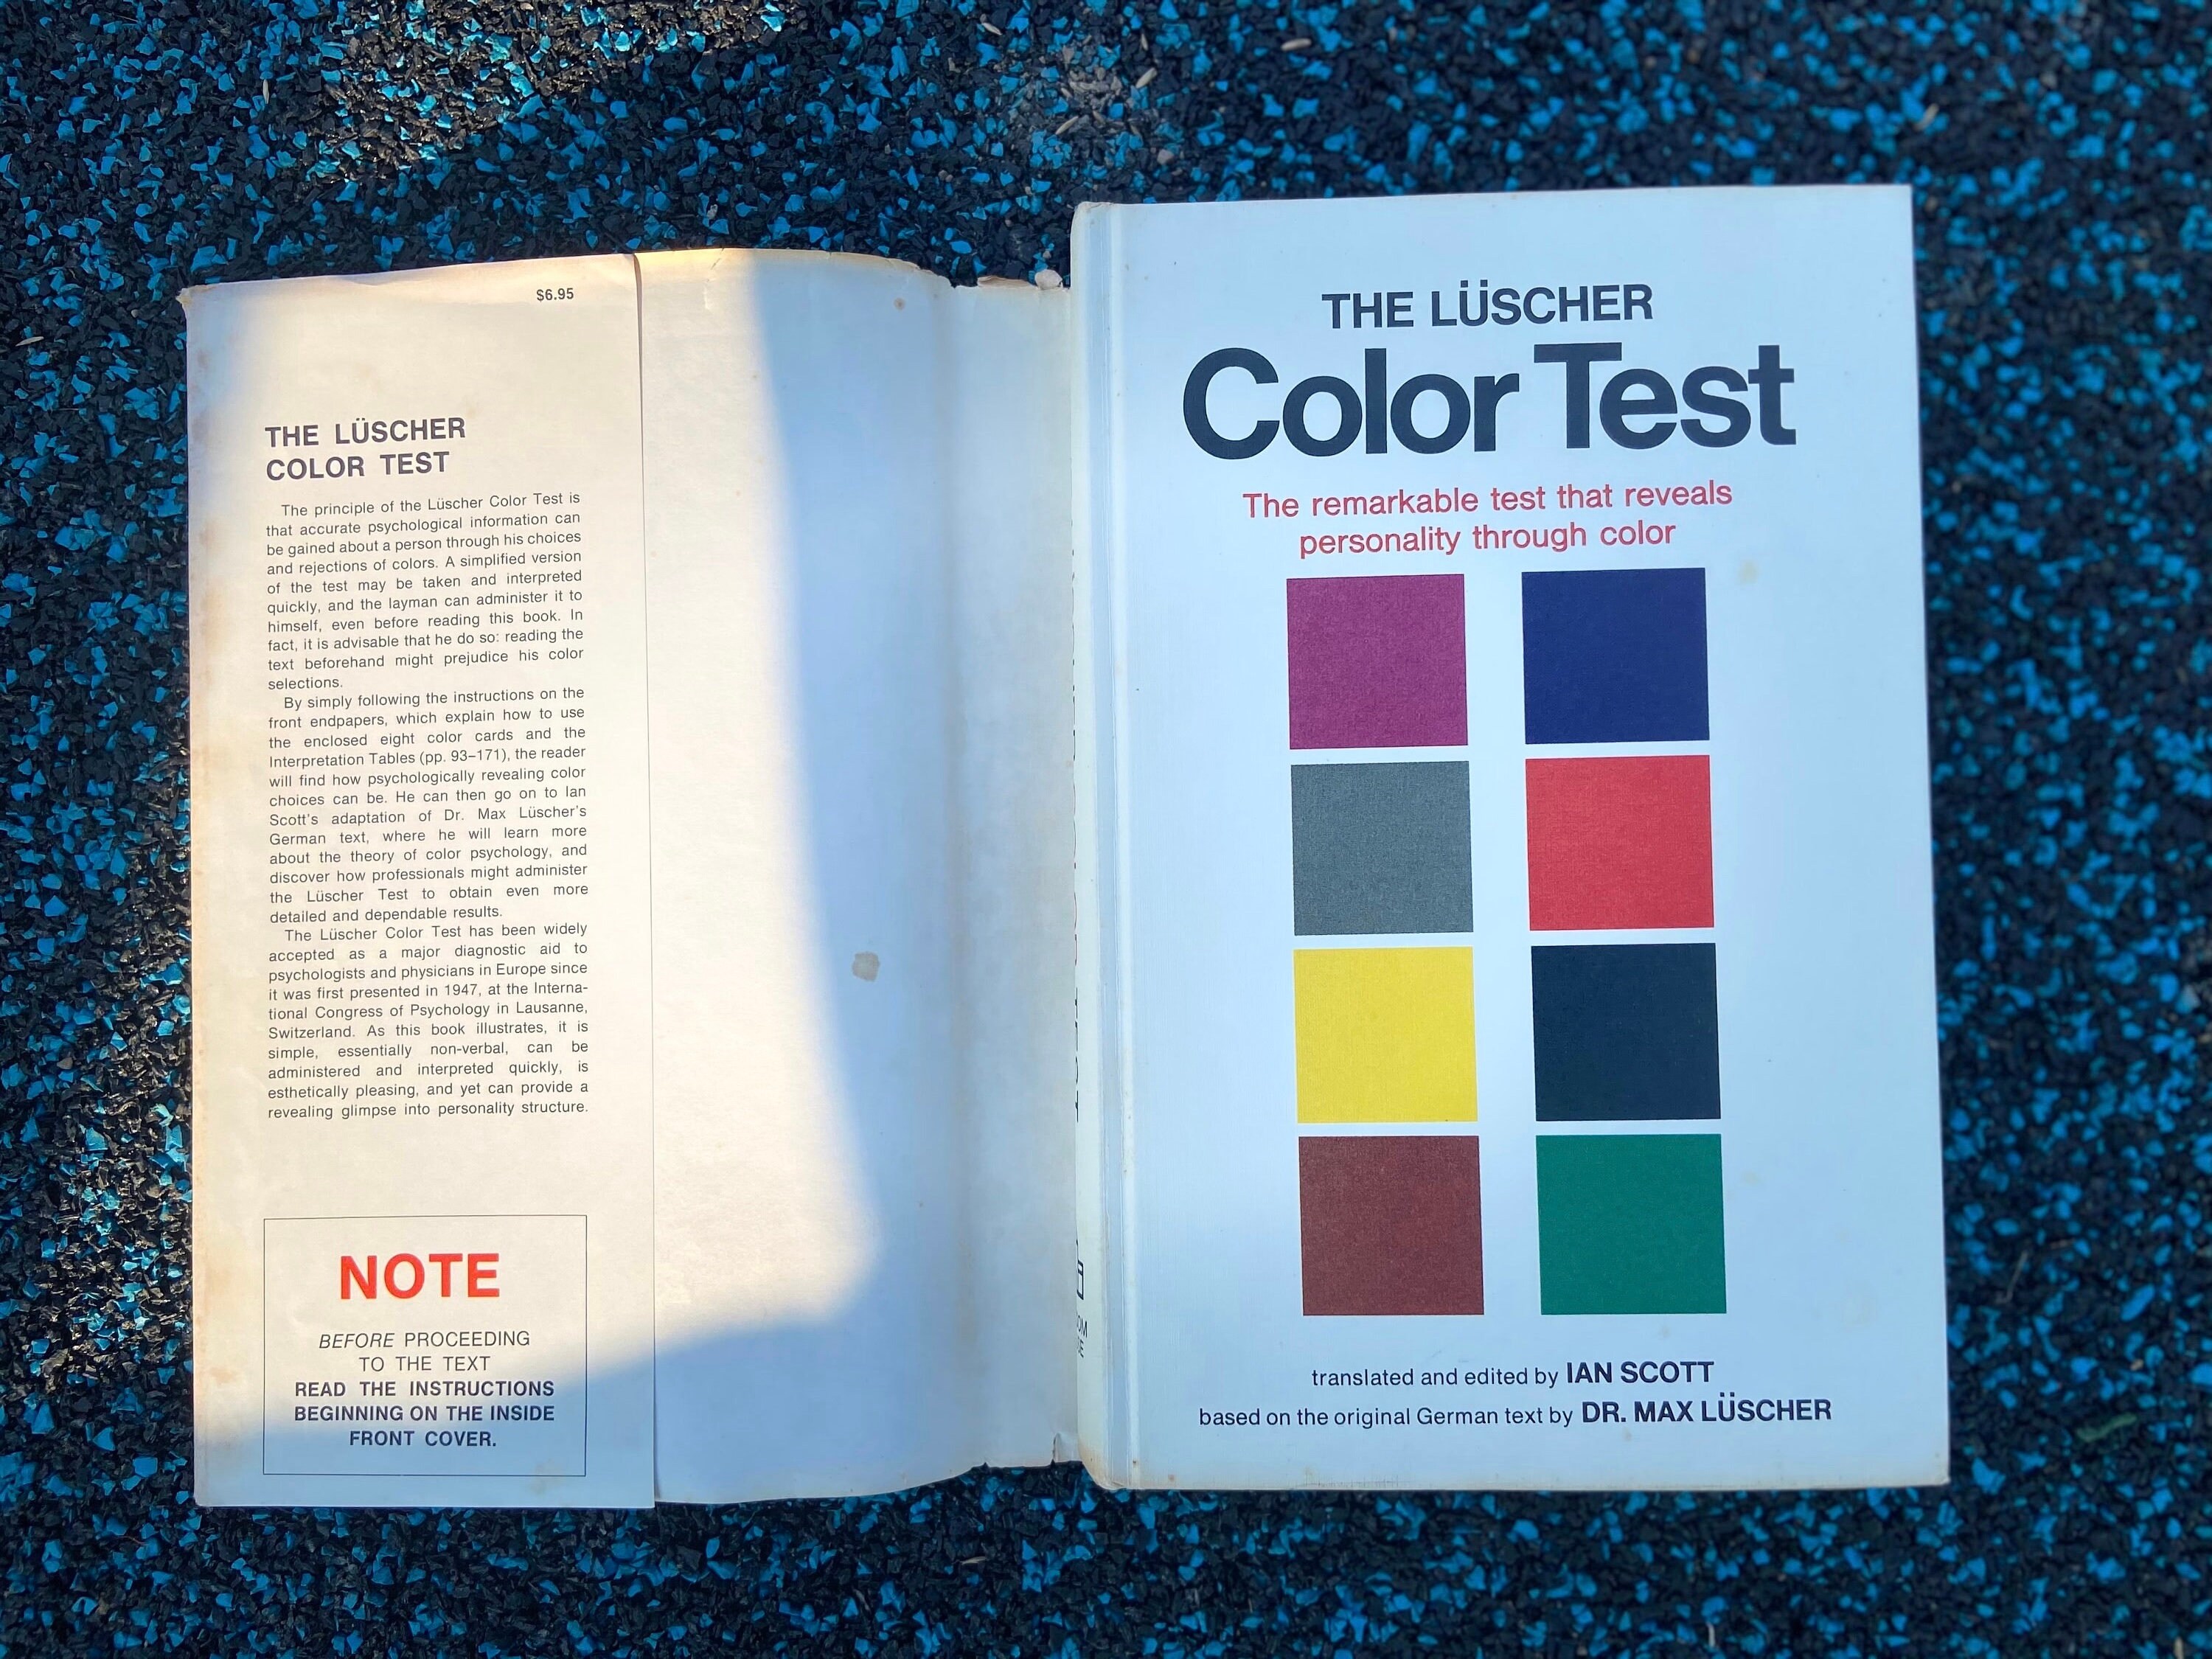 $6.95
THE LÜSCHER
COLOR TEST
The principle of the Lüscher Color Test is
that accurate psychological information can
be gained about a person through his choices
and rejections of colors. A simplified version
of the test may be taken and interpreted
quickly, and the layman can administer it to
himself, even before reading this book. In
fact, it is advisable that he do so: reading the
text beforehand might prejudice his color
selections.
By simply following the instructions on the
front endpapers, which explain how to use
the enclosed eight color cards and the
Interpretation Tables (pp. 93–171), the reader
will find how psychologically revealing color
choices can be. He can then go on to Ian
Scott's adaptation of Dr. Max Lüscher's
German text, where he will learn more
about the theory of color psychology, and
discover how professionals might administer
the Lüscher Test to obtain even more
detailed and dependable results.
The Lüscher Color Test has been widely
accepted as a major diagnostic aid to
psychologists and physicians in Europe since
it was first presented in 1947, at the Interna-
tional Congress of Psychology in Lausanne,
Switzerland. As this book illustrates, it is
simple, essentially non-verbal, can be
administered and interpreted quickly, is
esthetically pleasing, and yet can provide a
revealing glimpse into personality structure.
NOTE
BEFORE PROCEEDING
TO THE TEXT
READ THE INSTRUCTIONS
BEGINNING ON THE INSIDE
FRONT COVER.
THE LÜSCHER
Color Test
The remarkable test that reveals
personality through color
translated and edited by IAN SCOTT
based on the original German text by DR. MAX LÜSCHER